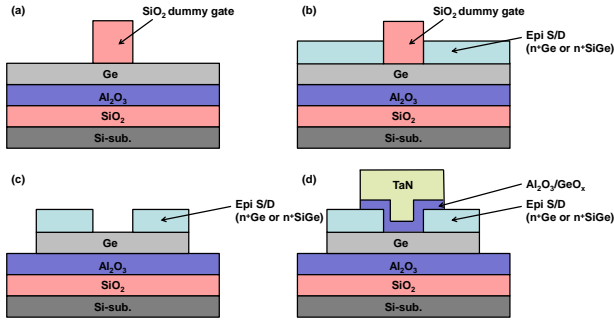 (a)
SiO₂ dummy gate
Ge
Al₂O₃
SiO₂
Si-sub.
(b)
SiO₂ dummy gate
Epi S/D
(n⁺Ge or n⁺SiGe)
Ge
Al₂O₃
SiO₂
Si-sub.
(c)
Epi S/D
(n⁺Ge or n⁺SiGe)
Ge
Al₂O₃
SiO₂
Si-sub.
(d)
TaN
Al₂O₃/GeOₓ
Epi S/D
(n⁺Ge or n⁺SiGe)
Ge
Al₂O₃
SiO₂
Si-sub.